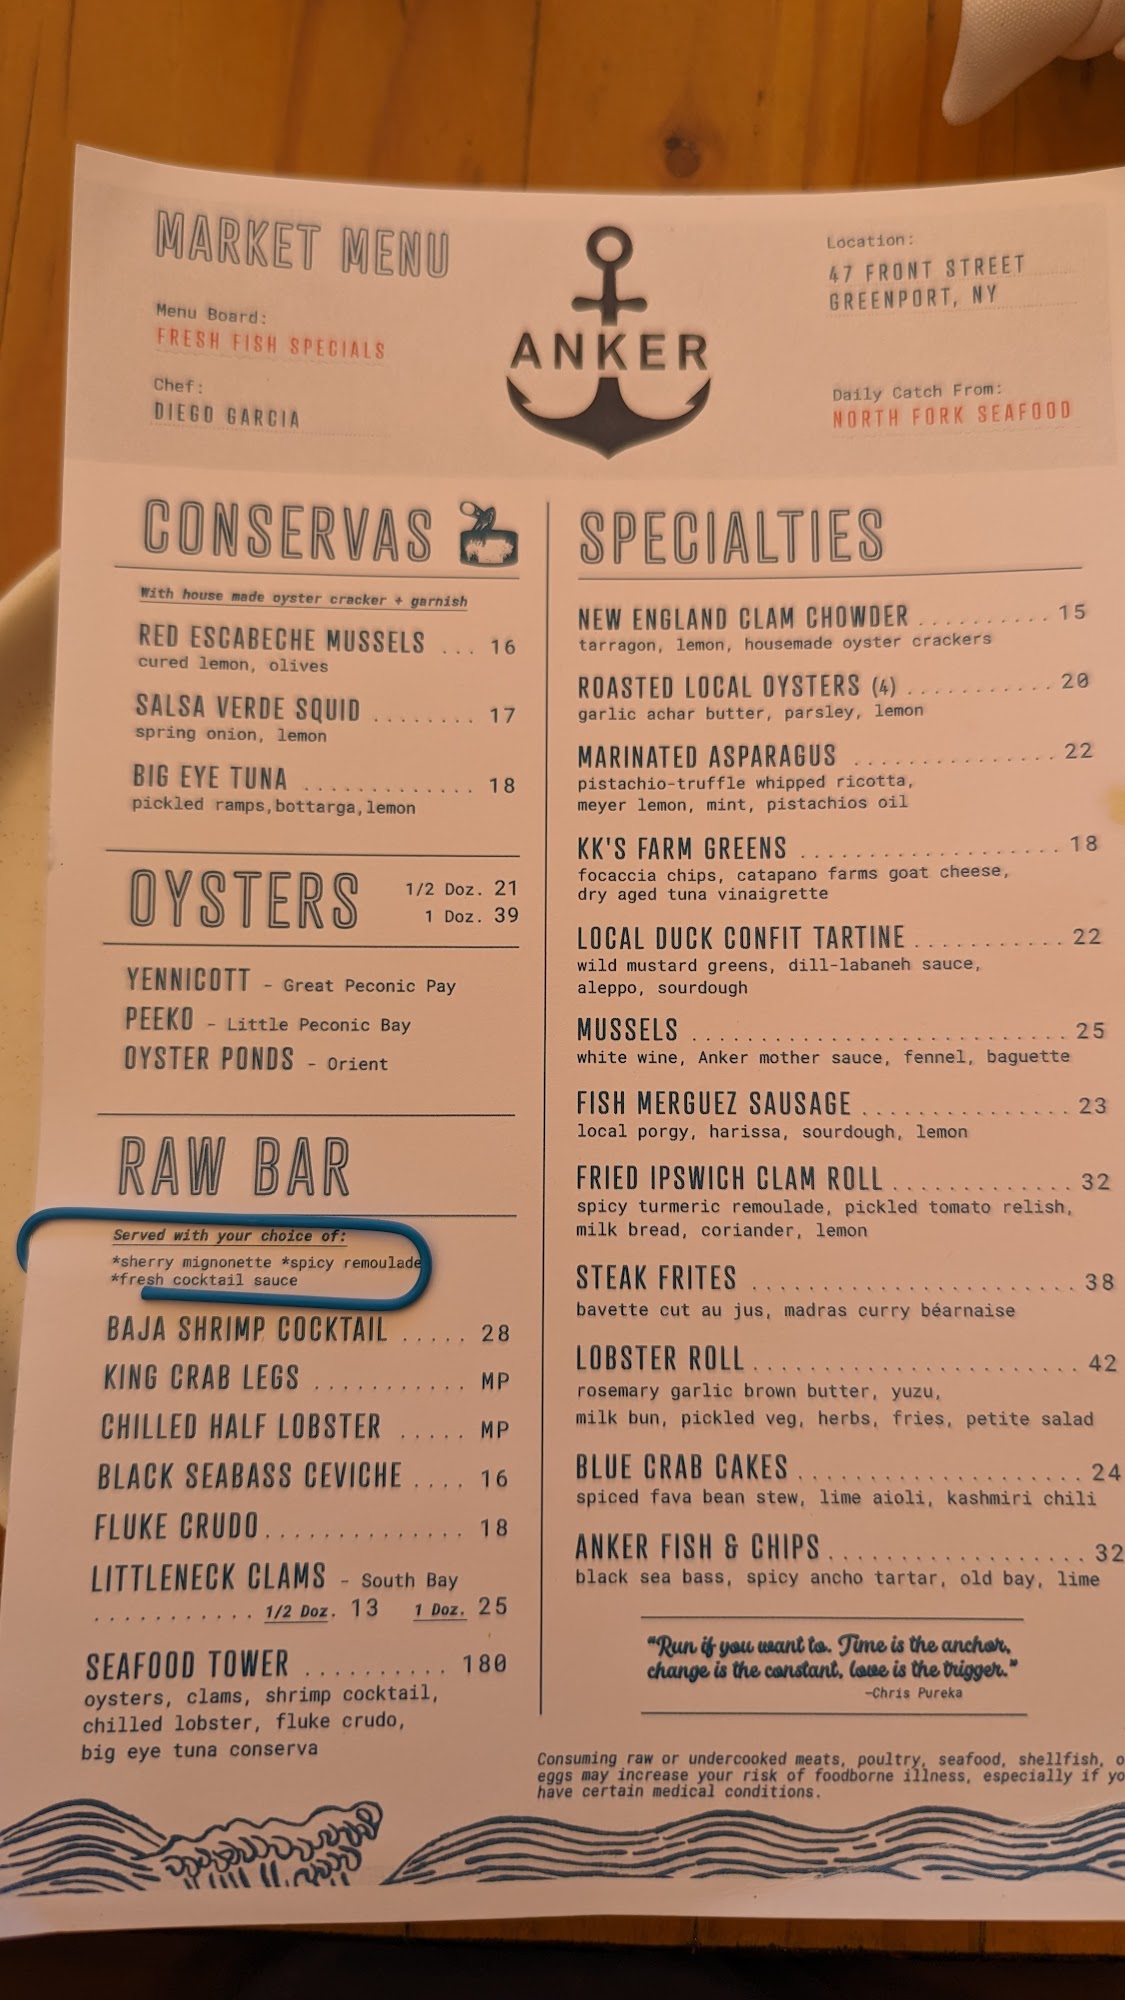 MARKET MENU
Menu Board:
FRESH FISH SPECIALS
Chef:
DIEGO GARCIA
ANKER
Location:
47 FRONT STREET
GREENPORT, NY
Daily Catch From:
NORTH FORK SEAFOOD
CONSERVAS
With house made oyster cracker + garnish
RED ESCABECHE MUSSELS ... 16
cured lemon, olives
SALSA VERDE SQUID ........ 17
spring onion, lemon
BIG EYE TUNA ............. 18
pickled ramps,bottarga,lemon
OYSTERS
1/2 Doz. 21
1 Doz. 39
YENNICOTT - Great Peconic Pay
PEEKO - Little Peconic Bay
OYSTER PONDS - Orient
RAW BAR
Served with your choice of:
*sherry mignonette *spicy remoulade
*fresh cocktail sauce
BAJA SHRIMP COCKTAIL ..... 28
KING CRAB LEGS ........... MP
CHILLED HALF LOBSTER ..... MP
BLACK SEABASS CEVICHE .... 16
FLUKE CRUDO.............. 18
LITTLENECK CLAMS - South Bay
........... 1/2 Doz. 13 1 Doz. 25
SEAFOOD TOWER .......... 180
oysters, clams, shrimp cocktail,
chilled lobster, fluke crudo,
big eye tuna conserva
SPECIALTIES
NEW ENGLAND CLAM CHOWDER .......... 15
tarragon, lemon, housemade oyster crackers
ROASTED LOCAL OYSTERS (4) ........... 20
garlic achar butter, parsley, lemon
MARINATED ASPARAGUS .............. 22
pistachio-truffle whipped ricotta,
meyer lemon, mint, pistachios oil
KK'S FARM GREENS .................. 18
focaccia chips, catapano farms goat cheese,
dry aged tuna vinaigrette
LOCAL DUCK CONFIT TARTINE ........... 22
wild mustard greens, dill-labaneh sauce,
aleppo, sourdough
MUSSELS ........................... 25
white wine, Anker mother sauce, fennel, baguette
FISH MERGUEZ SAUSAGE .............. 23
local porgy, harissa, sourdough, lemon
FRIED IPSWICH CLAM ROLL ............ 32
spicy turmeric remoulade, pickled tomato relish,
milk bread, coriander, lemon
STEAK FRITES ...................... 38
bavette cut au jus, madras curry béarnaise
LOBSTER ROLL...................... 42
rosemary garlic brown butter, yuzu,
milk bun, pickled veg, herbs, fries, petite salad
BLUE CRAB CAKES ................... 24
spiced fava bean stew, lime aioli, kashmiri chili
ANKER FISH & CHIPS ................. 32
black sea bass, spicy ancho tartar, old bay, lime
"Run if you want to. Time is the anchor,
change is the constant, love is the trigger."
-Chris Pureka
Consuming raw or undercooked meats, poultry, seafood, shellfish, o
eggs may increase your risk of foodborne illness, especially if yo
have certain medical conditions.